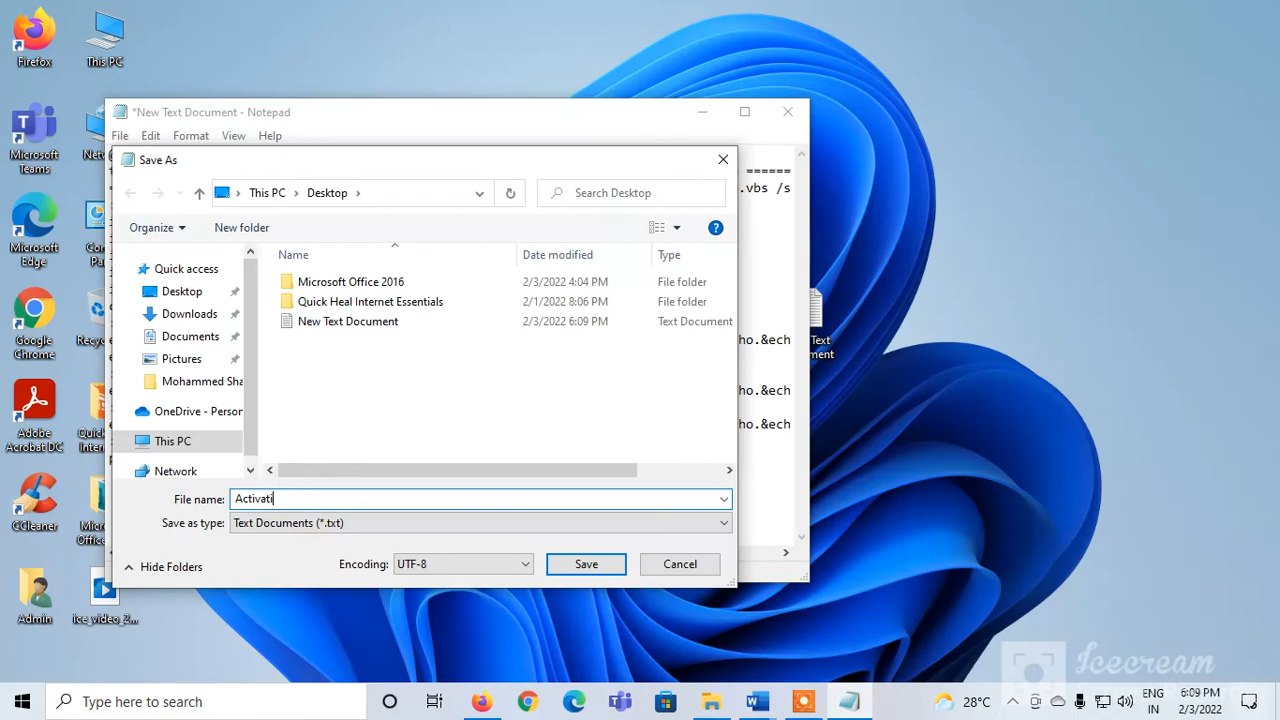 Firefox
This PC
Microsoft
Teams
Microsoft
Edge
Google
Chrome
Adobe
Acrobat DC
CCleaner
Admin
ice_video_2...
*New Text Document - Notepad
File Edit Format View Help
======
.vbs /s
ho.&ech
ho.&ech
ho.&ech
Text
Save As
This PC > Desktop >
Search Desktop
Organize
New folder
Name
Date modified
Type
Microsoft Office 2016
2/3/2022 4:04 PM
File folder
Quick Heal Internet Essentials
2/1/2022 8:06 PM
File folder
New Text Document
2/3/2022 6:09 PM
Text Document
Quick access
Desktop
Downloads
Documents
Pictures
Mohammed Sha
OneDrive - Person
This PC
Network
File name: Activati
Save as type: Text Documents (*.txt)
Hide Folders
Encoding: UTF-8
Save
Cancel
Icecream
Type here to search
28°C
ENG
IN
6:09 PM
2/3/2022